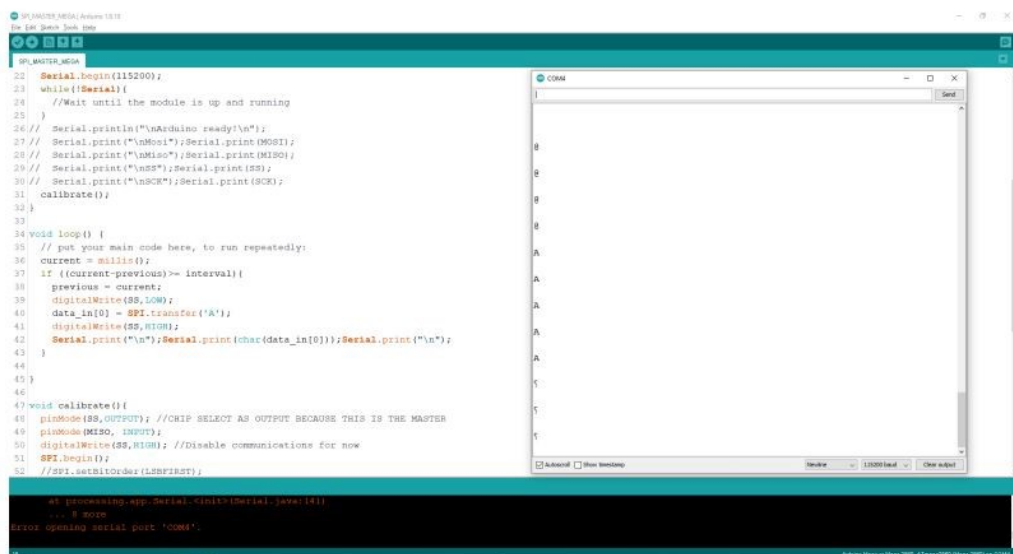 SPI_MASTER_MEGA | Arduino 1.8.10
File Edit Sketch Tools Help
SPI_MASTER_MEGA
22 Serial.begin(115200);
23 while(!Serial){
24 //Wait until the module is up and running
25 }
26 // Serial.println("\nArduino ready!\n");
27 // Serial.print("\nMosi");Serial.print(MOSI);
28 // Serial.print("\nMiso");Serial.print(MISO);
29 // Serial.print("\nSS");Serial.print(SS);
30 // Serial.print("\nSCK");Serial.print(SCK);
31 calibrate();
32 }
33
34 void loop() {
35 // put your main code here, to run repeatedly:
36 current = millis();
37 if ((current-previous)>= interval){
38 previous = current;
39 digitalWrite(SS,LOW);
40 data_in[0] = SPI.transfer('A');
41 digitalWrite(SS,HIGH);
42 Serial.print("\n");Serial.print(char(data_in[0]));Serial.print("\n");
43 }
44
45 }
46
47 void calibrate(){
48 pinMode(SS,OUTPUT); //CHIP SELECT AS OUTPUT BECAUSE THIS IS THE MASTER
49 pinMode(MISO, INPUT);
50 digitalWrite(SS,HIGH); //Disable communications for now
51 SPI.begin();
52 //SPI.setBitOrder(LSBFIRST);
COM4
Send
@
@
@
@
A
A
A
A
A
Autoscroll Show timestamp
Newline
115200 baud
Clear output
at processing.app.Serial.<init>(Serial.java:141)
... 8 more
Error opening serial port 'COM4'.